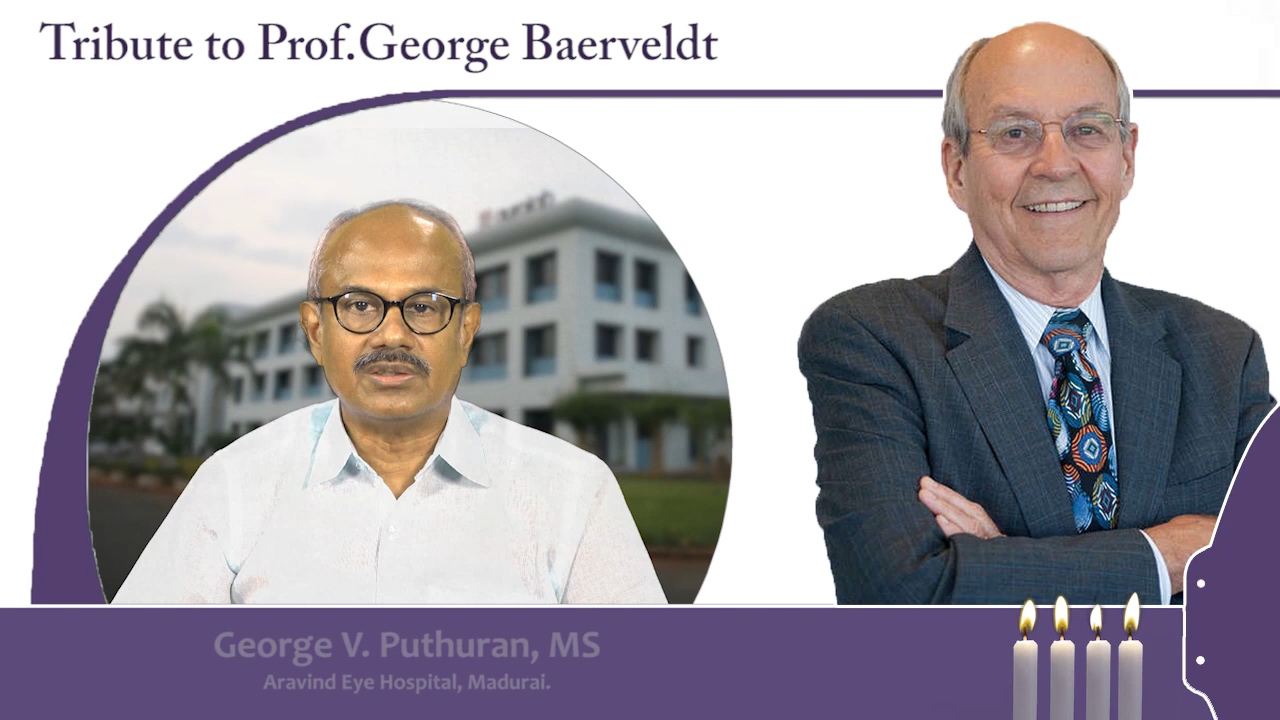 Tribute to Prof.George Baerveldt
George V. Puthuran, MS
Aravind Eye Hospital, Madurai.